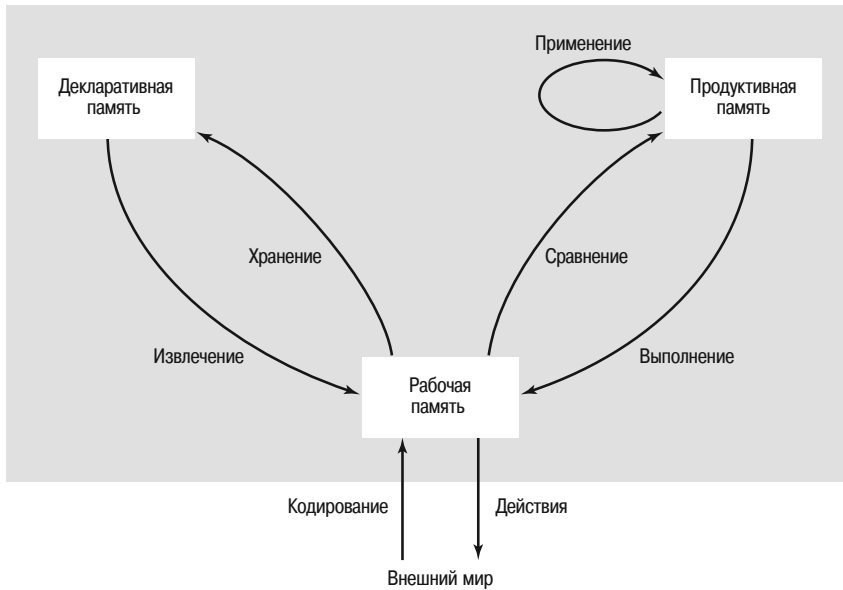 Применение
Декларативная
память
Продуктивная
память
Хранение
Сравнение
Извлечение
Выполнение
Рабочая
память
Кодирование
Действия
Внешний мир